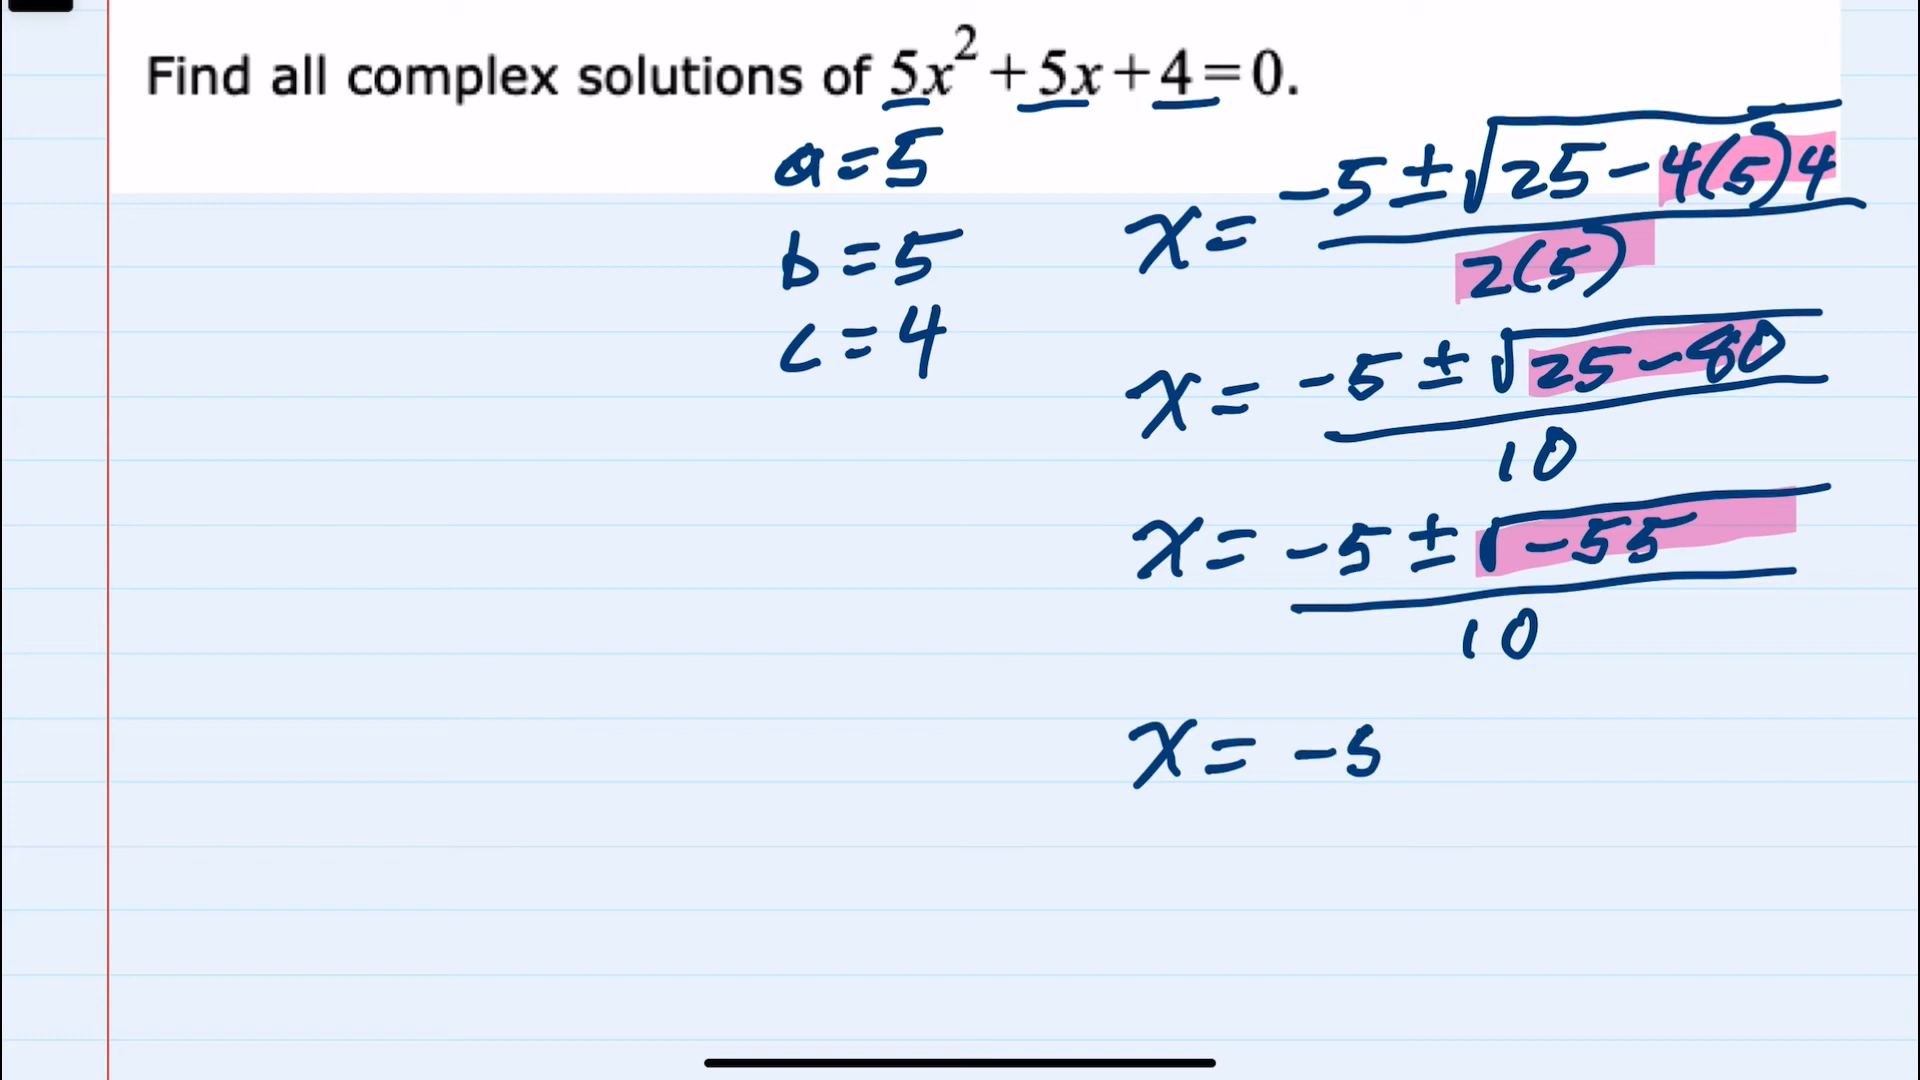 Find all complex solutions of 5x² + 5x + 4 = 0.
a = 5
b = 5
c = 4
x = (-5 ± √(25 - 4(5)4)) / 2(5)
x = (-5 ± √(25 - 80)) / 10
x = (-5 ± √(-55)) / 10
x = -5